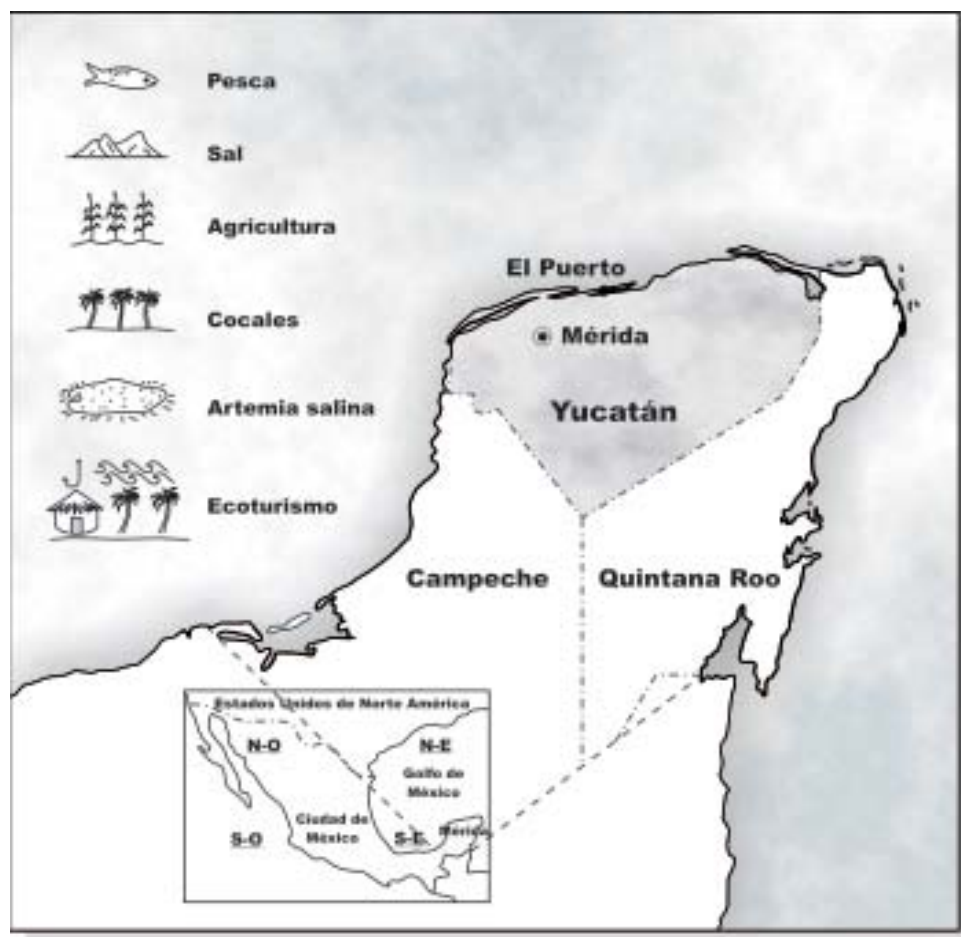 Pesca
Sal
Agricultura
Cocales
Artemia salina
Ecoturismo
El Puerto
Mérida
Yucatán
Campeche
Quintana Roo
Estados Unidos de Norte América
N-O
N-E
Golfo de
México
Ciudad de
México
S-O
S-E
Mérida